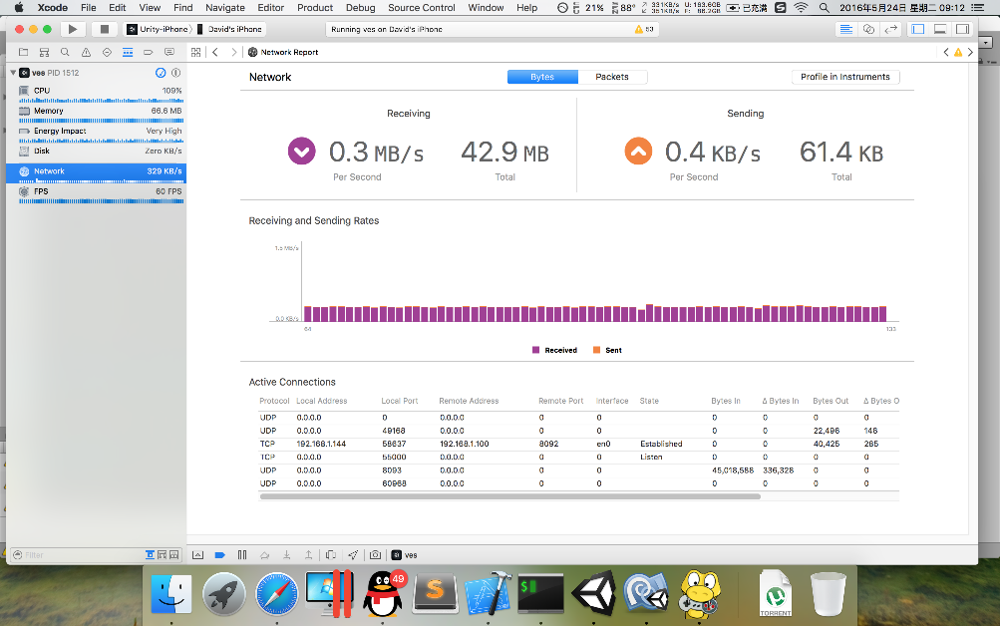 Xcode File Edit View Find Navigate Editor Product Debug Source Control Window Help 21% 88° 331KB/s 351KB/s U: 163.6GB F: 86.2GB 已充满 S 2016年5月24日 星期二 09:12
Unity-iPhone David's iPhone Running ves on David's iPhone 53
Network Report
ves PID 1512
CPU 109%
Memory 66.6 MB
Energy Impact Very High
Disk Zero KB/s
Network 329 KB/s
FPS 60 FPS
Filter
Network Bytes Packets Profile in Instruments
Receiving Sending
0.3 MB/s 42.9 MB 0.4 KB/s 61.4 KB
Per Second Total Per Second Total
Receiving and Sending Rates
1.5 MB/s
0.0 KB/s
64 133
Received Sent
Active Connections
Protocol Local Address Local Port Remote Address Remote Port Interface State Bytes In Δ Bytes In Bytes Out Δ Bytes O
UDP 0.0.0.0 0 0.0.0.0 0 0 0 0 0 0
UDP 0.0.0.0 49168 0.0.0.0 0 0 0 0 22,496 148
TCP 192.168.1.144 58637 192.168.1.100 8092 en0 Established 0 0 40,425 285
TCP 0.0.0.0 55000 0.0.0.0 0 0 Listen 0 0 0 0
UDP 0.0.0.0 8093 0.0.0.0 0 0 45,018,588 336,328 0 0
UDP 0.0.0.0 60968 0.0.0.0 0 0 0 0 0 0
ves
49
S
$
TORRENT